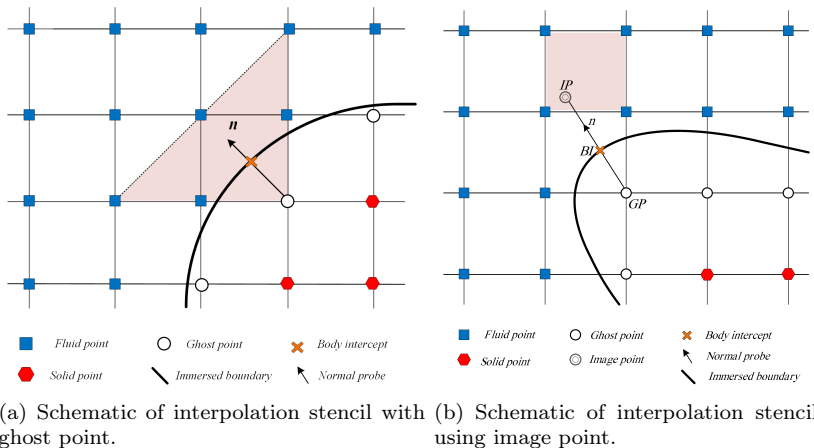 n
IP
n
BI
GP
Fluid point
Ghost point
Body intercept
Solid point
Immersed boundary
Normal probe
Fluid point
Ghost point
Body intercept
Solid point
Image point
Normal probe
Immersed boundary
(a) Schematic of interpolation stencil with
ghost point.
(b) Schematic of interpolation stencil
using image point.